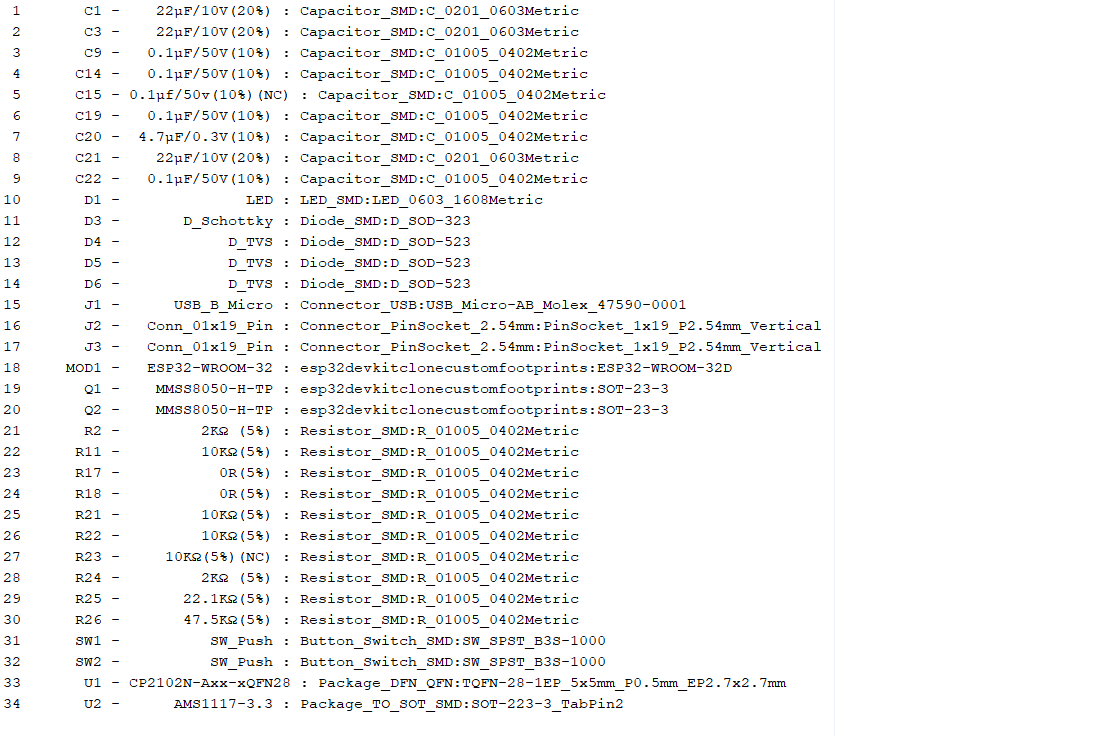 1 C1 - 22µF/10V(20%) : Capacitor_SMD:C_0201_0603Metric
2 C3 - 22µF/10V(20%) : Capacitor_SMD:C_0201_0603Metric
3 C9 - 0.1µF/50V(10%) : Capacitor_SMD:C_01005_0402Metric
4 C14 - 0.1µF/50V(10%) : Capacitor_SMD:C_01005_0402Metric
5 C15 - 0.1µf/50v(10%)(NC) : Capacitor_SMD:C_01005_0402Metric
6 C19 - 0.1µF/50V(10%) : Capacitor_SMD:C_01005_0402Metric
7 C20 - 4.7µF/0.3V(10%) : Capacitor_SMD:C_01005_0402Metric
8 C21 - 22µF/10V(20%) : Capacitor_SMD:C_0201_0603Metric
9 C22 - 0.1µF/50V(10%) : Capacitor_SMD:C_01005_0402Metric
10 D1 - LED : LED_SMD:LED_0603_1608Metric
11 D3 - D_Schottky : Diode_SMD:D_SOD-323
12 D4 - D_TVS : Diode_SMD:D_SOD-523
13 D5 - D_TVS : Diode_SMD:D_SOD-523
14 D6 - D_TVS : Diode_SMD:D_SOD-523
15 J1 - USB_B_Micro : Connector_USB:USB_Micro-AB_Molex_47590-0001
16 J2 - Conn_01x19_Pin : Connector_PinSocket_2.54mm:PinSocket_1x19_P2.54mm_Vertical
17 J3 - Conn_01x19_Pin : Connector_PinSocket_2.54mm:PinSocket_1x19_P2.54mm_Vertical
18 MOD1 - ESP32-WROOM-32 : esp32devkitclonecustomfootprints:ESP32-WROOM-32D
19 Q1 - MMSS8050-H-TP : esp32devkitclonecustomfootprints:SOT-23-3
20 Q2 - MMSS8050-H-TP : esp32devkitclonecustomfootprints:SOT-23-3
21 R2 - 2KΩ (5%) : Resistor_SMD:R_01005_0402Metric
22 R11 - 10KΩ(5%) : Resistor_SMD:R_01005_0402Metric
23 R17 - 0R(5%) : Resistor_SMD:R_01005_0402Metric
24 R18 - 0R(5%) : Resistor_SMD:R_01005_0402Metric
25 R21 - 10KΩ(5%) : Resistor_SMD:R_01005_0402Metric
26 R22 - 10KΩ(5%) : Resistor_SMD:R_01005_0402Metric
27 R23 - 10KΩ(5%)(NC) : Resistor_SMD:R_01005_0402Metric
28 R24 - 2KΩ (5%) : Resistor_SMD:R_01005_0402Metric
29 R25 - 22.1KΩ(5%) : Resistor_SMD:R_01005_0402Metric
30 R26 - 47.5KΩ(5%) : Resistor_SMD:R_01005_0402Metric
31 SW1 - SW_Push : Button_Switch_SMD:SW_SPST_B3S-1000
32 SW2 - SW_Push : Button_Switch_SMD:SW_SPST_B3S-1000
33 U1 - CP2102N-Axx-xQFN28 : Package_DFN_QFN:TQFN-28-1EP_5x5mm_P0.5mm_EP2.7x2.7mm
34 U2 - AMS1117-3.3 : Package_TO_SOT_SMD:SOT-223-3_TabPin2